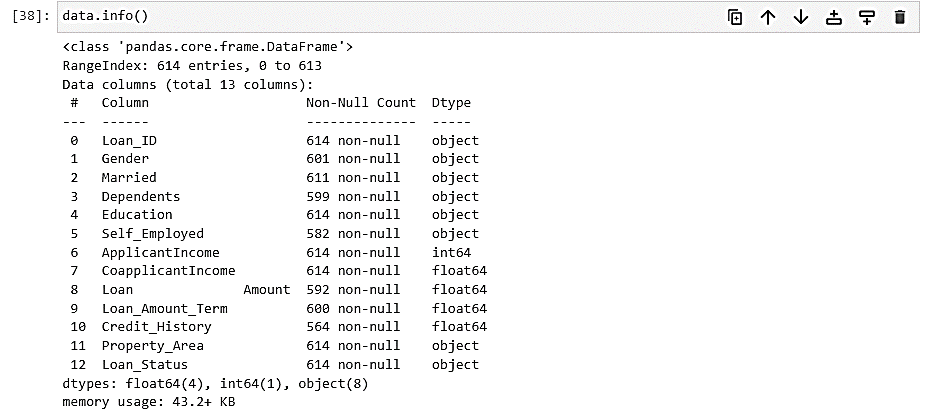 [38]: data.info()
<class 'pandas.core.frame.DataFrame'>
RangeIndex: 614 entries, 0 to 613
Data columns (total 13 columns):
 #   Column                  Non-Null Count  Dtype
---  ------                  --------------  -----
 0   Loan_ID                 614 non-null    object
 1   Gender                  601 non-null    object
 2   Married                 611 non-null    object
 3   Dependents              599 non-null    object
 4   Education               614 non-null    object
 5   Self_Employed           582 non-null    object
 6   ApplicantIncome         614 non-null    int64
 7   CoapplicantIncome       614 non-null    float64
 8   Loan            Amount  592 non-null    float64
 9   Loan_Amount_Term        600 non-null    float64
 10  Credit_History          564 non-null    float64
 11  Property_Area           614 non-null    object
 12  Loan_Status             614 non-null    object
dtypes: float64(4), int64(1), object(8)
memory usage: 43.2+ KB